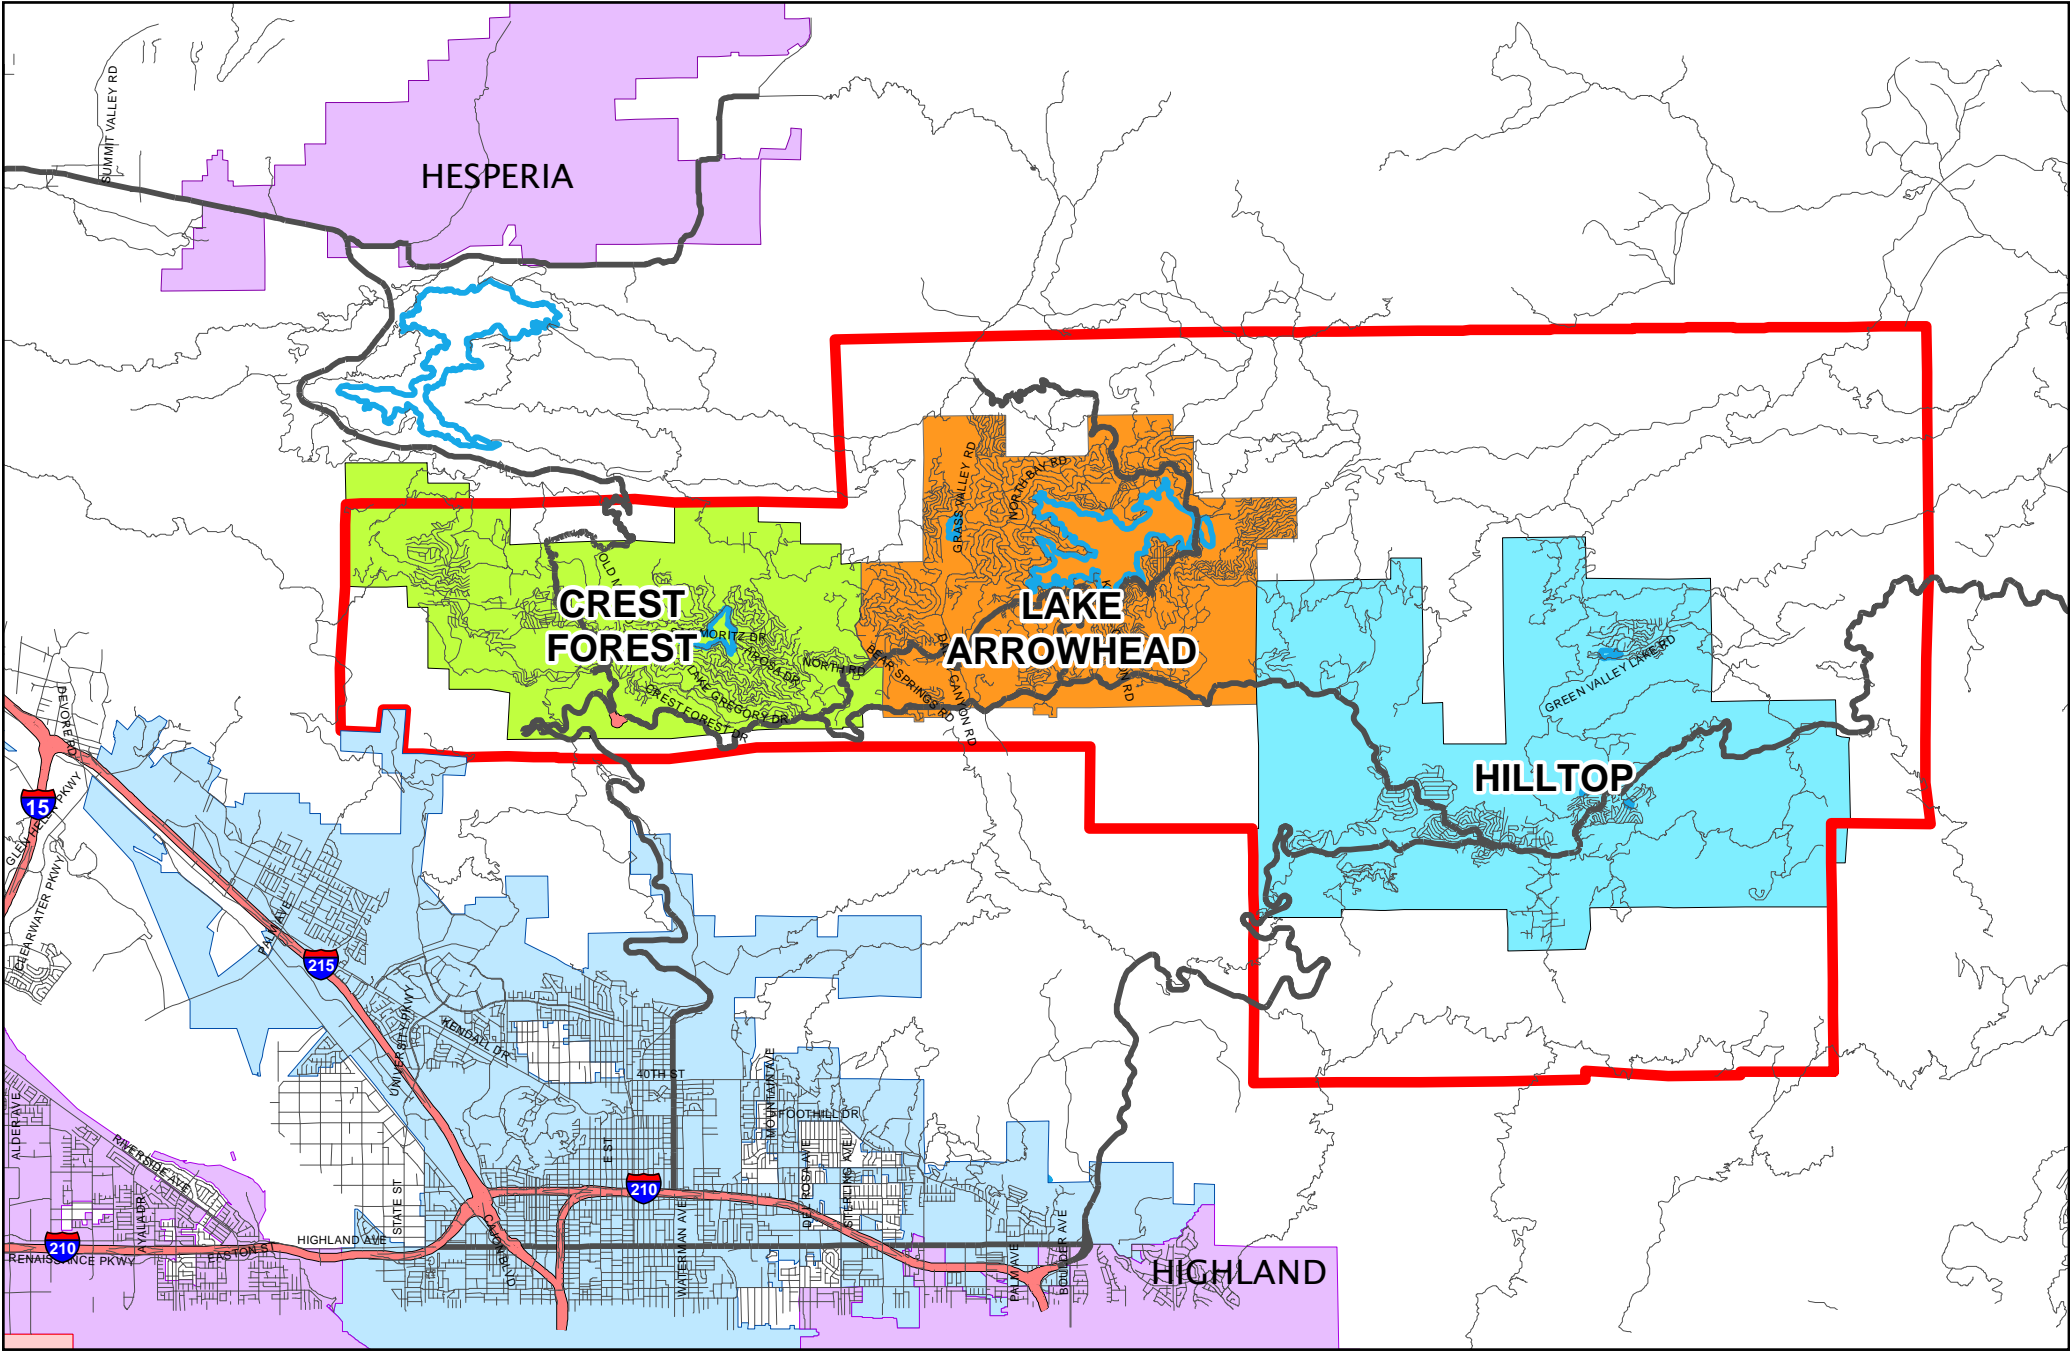 SUMMIT VALLEY RD
HESPERIA
GRASS VALLEY RD
NORTH BAY RD
CREST
FOREST
LAKE
ARROWHEAD
MORITZ DR
NORTH RD
LAKE GREGORY DR
CREST FOREST DR
BEAR SPRINGS RD
CANYON RD
GREEN VALLEY LAKE RD
HILLTOP
DEVORE RD
15
GLEN HELEN PKWY
CLEARWATER PKWY
PALM AVE
215
UNIVERSITY PKWY
KENDALL DR
40TH ST
MOUNTAIN AVE
FOOTHILL DR
ALDER AVE
RIVERSIDE AVE
E ST
DEL ROSA AVE
STERLING AVE
210
STATE ST
AYALA DR
WATERMAN AVE
CAJON BLVD
HIGHLAND AVE
EASTON ST
210
RENAISSANCE PKWY
PALM AVE
BOULDER AVE
HIGHLAND